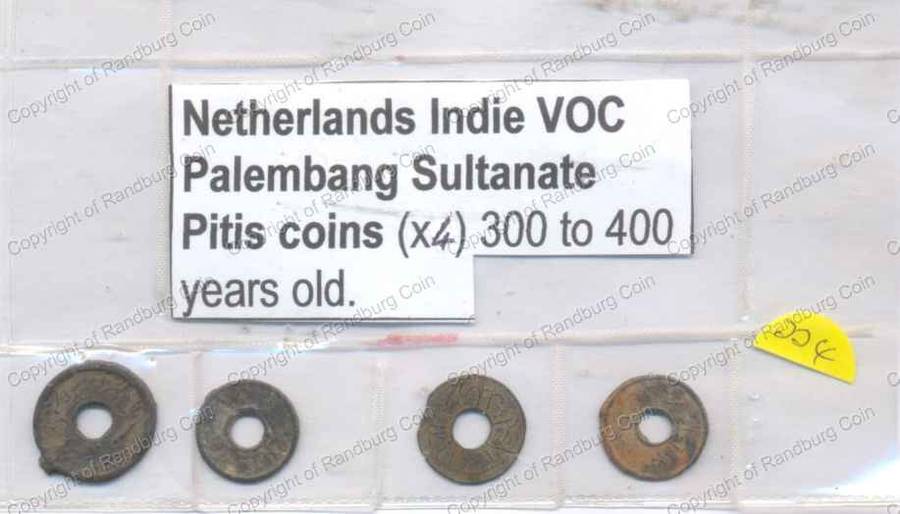 Netherlands Indie VOC
Palembang Sultanate
Pitis coins (x4) 300 to 400
years old.
Copyright of Randburg Coin